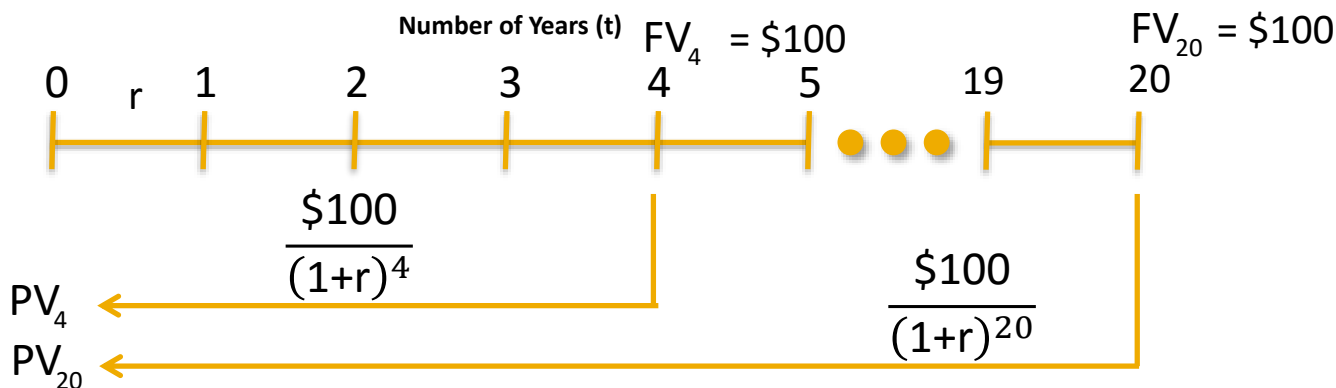 Number of Years (t)
FV₄ = $100
FV₂₀ = $100
0 r 1 2 3 4 5 19 20
$100
(1+r)⁴
$100
(1+r)²⁰
PV₄
PV₂₀